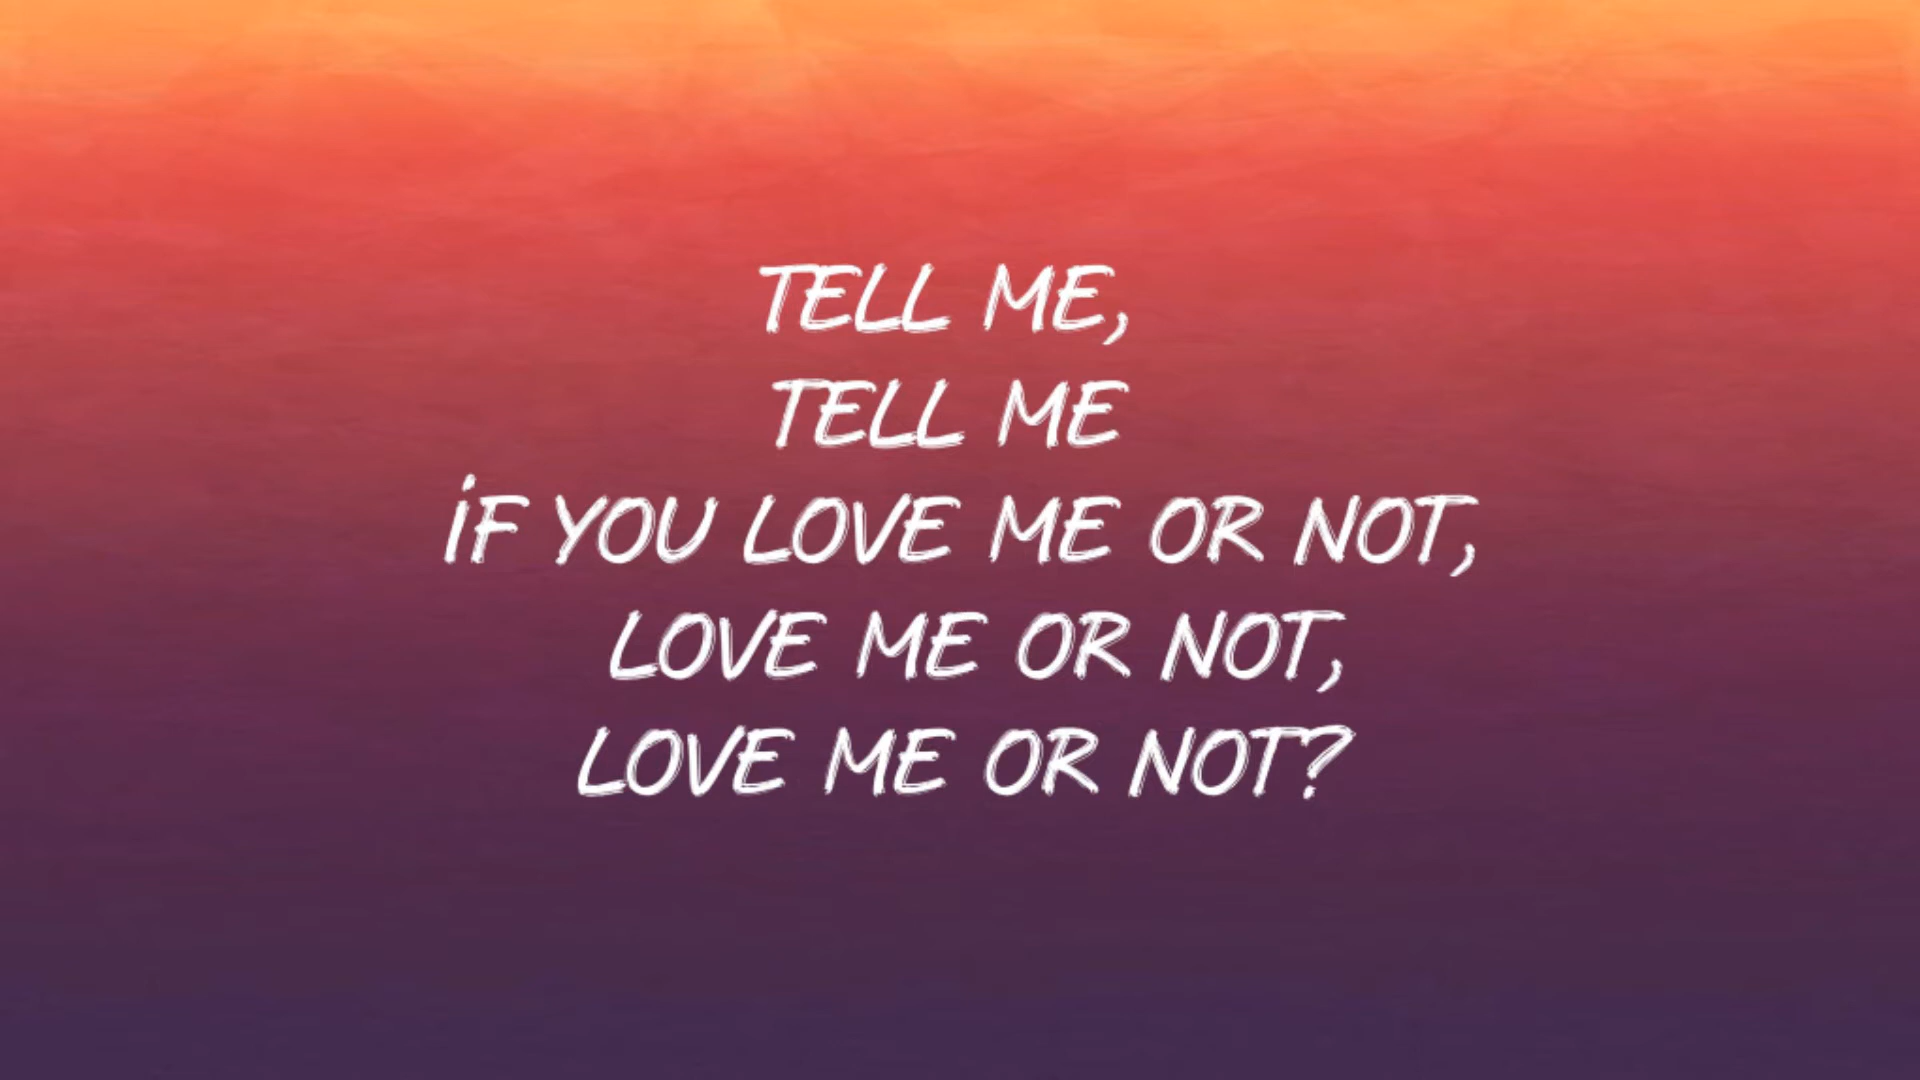 TELL ME,
TELL ME
iF YOU LOVE ME OR NOT,
LOVE ME OR NOT,
LOVE ME OR NOT?